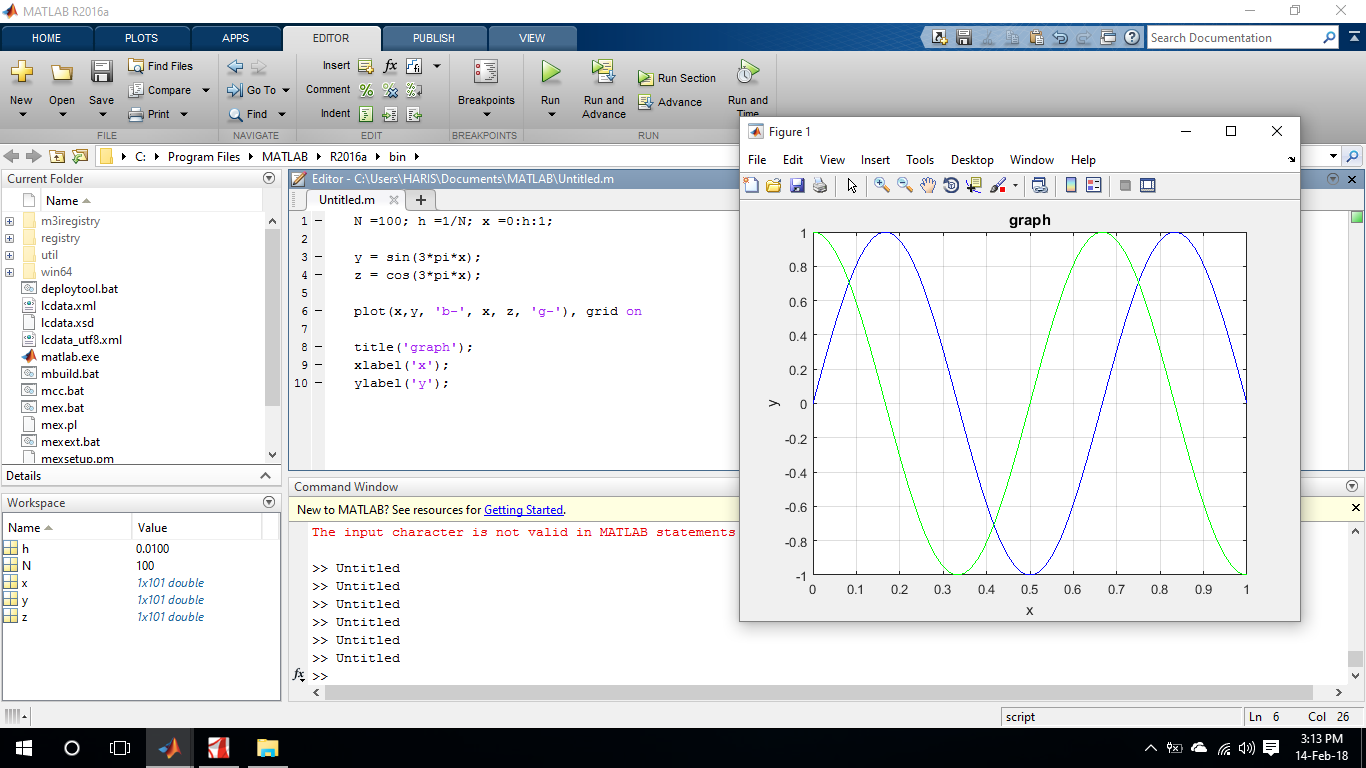 MATLAB R2016a
HOME PLOTS APPS EDITOR PUBLISH VIEW
Search Documentation
New Open Save
Find Files
Compare
Print
Go To
Find
Insert fx
Comment
Indent
Breakpoints
Run
Run and Advance
Run Section
Advance
Run and Time
FILE NAVIGATE EDIT BREAKPOINTS RUN
C: Program Files MATLAB R2016a bin
Current Folder
Name
m3iregistry
registry
util
win64
deploytool.bat
lcdata.xml
lcdata.xsd
lcdata_utf8.xml
matlab.exe
mbuild.bat
mcc.bat
mex.bat
mex.pl
mexext.bat
mexsetup.pm
Details
Workspace
Name Value
h 0.0100
N 100
x 1x101 double
y 1x101 double
z 1x101 double
Editor - C:\Users\HARIS\Documents\MATLAB\Untitled.m
Untitled.m
1 – N =100; h =1/N; x =0:h:1;
2
3 – y = sin(3*pi*x);
4 – z = cos(3*pi*x);
5
6 – plot(x,y, 'b-', x, z, 'g-'), grid on
7
8 – title('graph');
9 – xlabel('x');
10 – ylabel('y');
Command Window
New to MATLAB? See resources for Getting Started.
The input character is not valid in MATLAB statements
>> Untitled
>> Untitled
>> Untitled
>> Untitled
>> Untitled
>> Untitled
fx >>
Figure 1
File Edit View Insert Tools Desktop Window Help
graph
1
0.8
0.6
0.4
0.2
0
-0.2
-0.4
-0.6
-0.8
-1
y
0 0.1 0.2 0.3 0.4 0.5 0.6 0.7 0.8 0.9 1
x
script
Ln 6 Col 26
3:13 PM
14-Feb-18